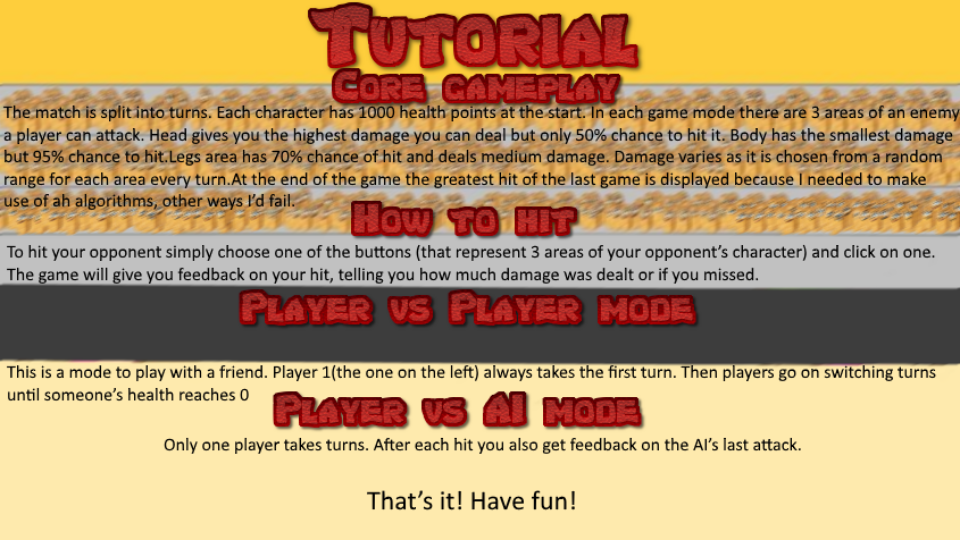 Tutorial
Core gameplay
The match is split into turns. Each character has 1000 health points at the start. In each game mode there are 3 areas of an enemy
a player can attack. Head gives you the highest damage you can deal but only 50% chance to hit it. Body has the smallest damage
but 95% chance to hit.Legs area has 70% chance of hit and deals medium damage. Damage varies as it is chosen from a random
range for each area every turn.At the end of the game the greatest hit of the last game is displayed because I needed to make
use of ah algorithms, other ways I'd fail.
How to hit
To hit your opponent simply choose one of the buttons (that represent 3 areas of your opponent's character) and click on one.
The game will give you feedback on your hit, telling you how much damage was dealt or if you missed.
Player vs Player mode
This is a mode to play with a friend. Player 1(the one on the left) always takes the first turn. Then players go on switching turns
until someone's health reaches 0
Player vs AI mode
Only one player takes turns. After each hit you also get feedback on the AI's last attack.
That's it! Have fun!